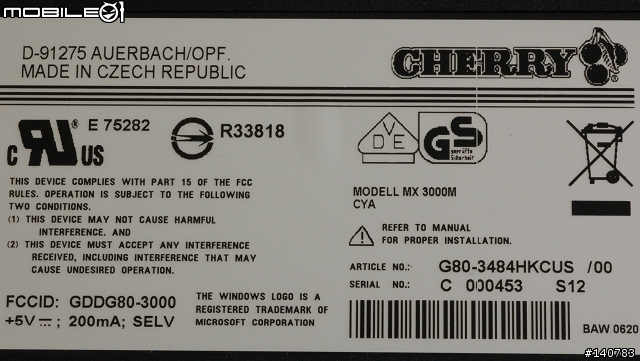 MOBILE01
D-91275 AUERBACH/OPF.
MADE IN CZECH REPUBLIC
CHERRY
c RU US ® E 75282
R33818
VDE
GS
geprüfte
Sicherheit
THIS DEVICE COMPLIES WITH PART 15 OF THE FCC
RULES. OPERATION IS SUBJECT TO THE FOLLOWING
TWO CONDITIONS.
(1) THIS DEVICE MAY NOT CAUSE HARMFUL
INTERFERENCE. AND
(2) THIS DEVICE MUST ACCEPT ANY INTERFERENCE
RECEIVED, INCLUDING INTERFERENCE THAT MAY
CAUSE UNDESIRED OPERATION.
MODELL MX 3000M
CYA
REFER TO MANUAL
FOR PROPER INSTALLATION.
ARTICLE NO.: G80-3484HKCUS /00
SERIAL NO.: C 000453 S12
FCCID: GDDG80-3000
+5V ⎓; 200mA; SELV
THE WINDOWS LOGO IS A
REGISTERED TRADEMARK OF
MICROSOFT CORPORATION
BAW 0620
#140783